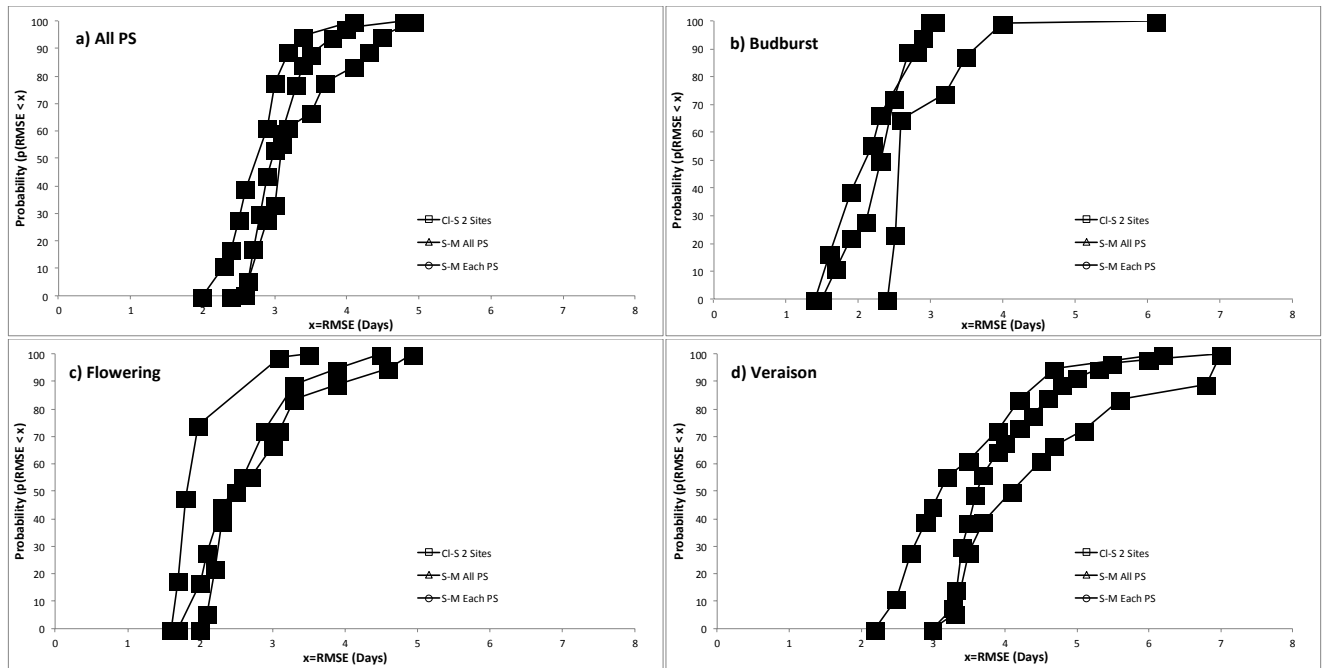 a) All PS
Probability (p(RMSE < x)
100
90
80
70
60
50
40
30
20
10
0
0 1 2 3 4 5 6 7 8
x=RMSE (Days)
Cl-S 2 Sites
S-M All PS
S-M Each PS
b) Budburst
Probability (p(RMSE < x)
100
90
80
70
60
50
40
30
20
10
0
0 1 2 3 4 5 6 7 8
x=RMSE (Days)
Cl-S 2 Sites
S-M All PS
S-M Each PS
c) Flowering
Probability (p(RMSE < x)
100
90
80
70
60
50
40
30
20
10
0
0 1 2 3 4 5 6 7 8
x=RMSE (Days)
Cl-S 2 Sites
S-M All PS
S-M Each PS
d) Veraison
Probability (p(RMSE < x)
100
90
80
70
60
50
40
30
20
10
0
0 1 2 3 4 5 6 7 8
x=RMSE (Days)
Cl-S 2 Sites
S-M All PS
S-M Each PS